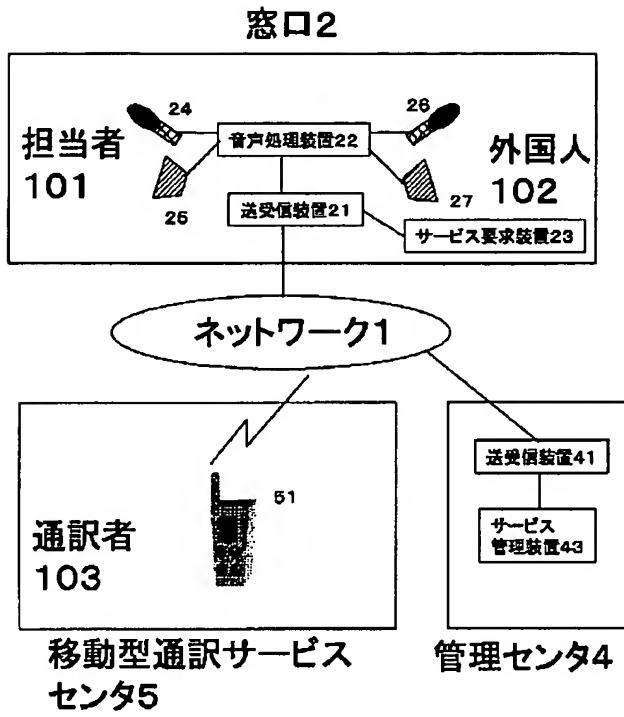 窓口2
24
26
音声処理装置22
担当者
101
外国人
102
25
27
送受信装置21
サービス要求装置23
ネットワーク1
51
通訳者
103
送受信装置41
サービス
管理装置43
移動型通訳サービス
センタ5
管理センタ4